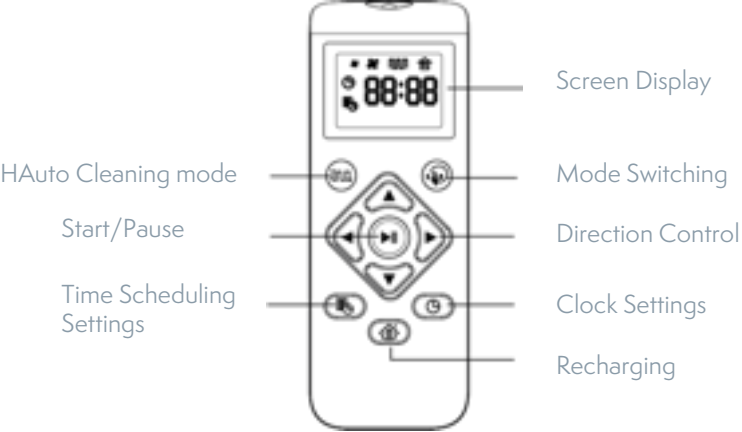 88:88
Screen Display
HAuto Cleaning mode
Mode Switching
Start/Pause
Direction Control
Time Scheduling
Settings
Clock Settings
Recharging